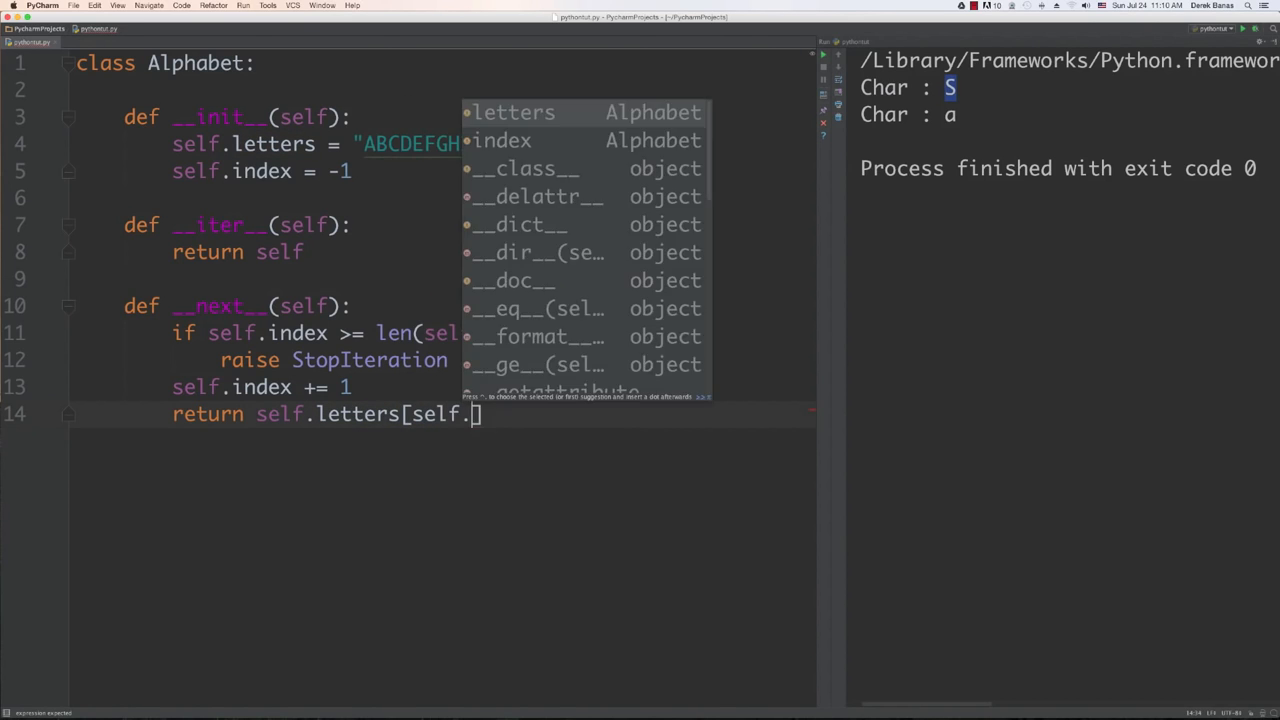 PyCharm File Edit View Navigate Code Refactor Run Tools VCS Window Help 10 Sun Jul 24 11:10 AM Derek Banas
pythontut.py - PycharmProjects - [~/PycharmProjects]
PycharmProjects pythontut.py pythontut
pythontut.py
Run: pythontut
1 class Alphabet:
2
3 def __init__(self):
4 self.letters = "ABCDEFGH
5 self.index = -1
6
7 def __iter__(self):
8 return self
9
10 def __next__(self):
11 if self.index >= len(sel
12 raise StopIteration
13 self.index += 1
14 return self.letters[self.]
letters Alphabet
index Alphabet
__class__ object
__delattr__ object
__dict__ object
__dir__(se… object
__doc__ object
__eq__(sel… object
__format__… object
__ge__(sel… object
__getattribute
Press ^. to choose the selected (or first) suggestion and insert a dot afterwards >>
/Library/Frameworks/Python.framewor
Char : S
Char : a
Process finished with exit code 0
expression expected
14:34 LF÷ UTF-8÷